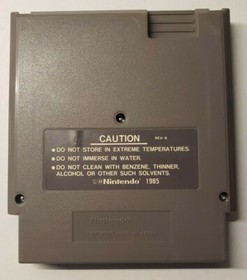 CAUTION
REV-A
● DO NOT STORE IN EXTREME TEMPERATURES.
● DO NOT IMMERSE IN WATER.
● DO NOT CLEAN WITH BENZENE, THINNER,
ALCOHOL OR OTHER SUCH SOLVENTS.
Nintendo 1985
Nintendo